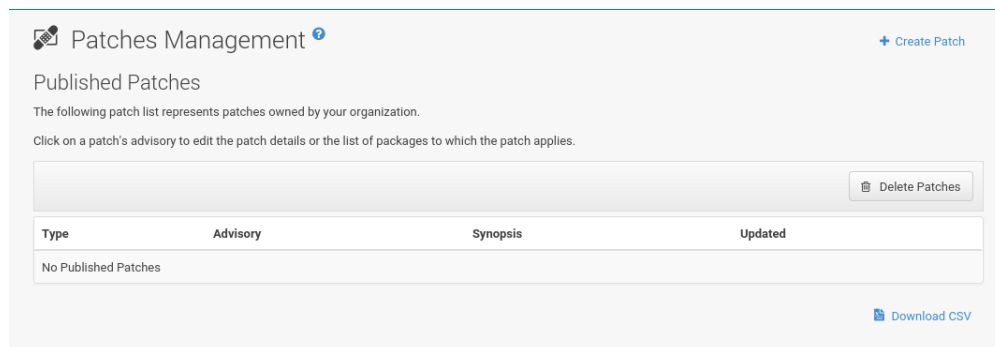 Patches Management ?
+ Create Patch
Published Patches
The following patch list represents patches owned by your organization.
Click on a patch's advisory to edit the patch details or the list of packages to which the patch applies.
Delete Patches
Type Advisory Synopsis Updated
No Published Patches
Download CSV